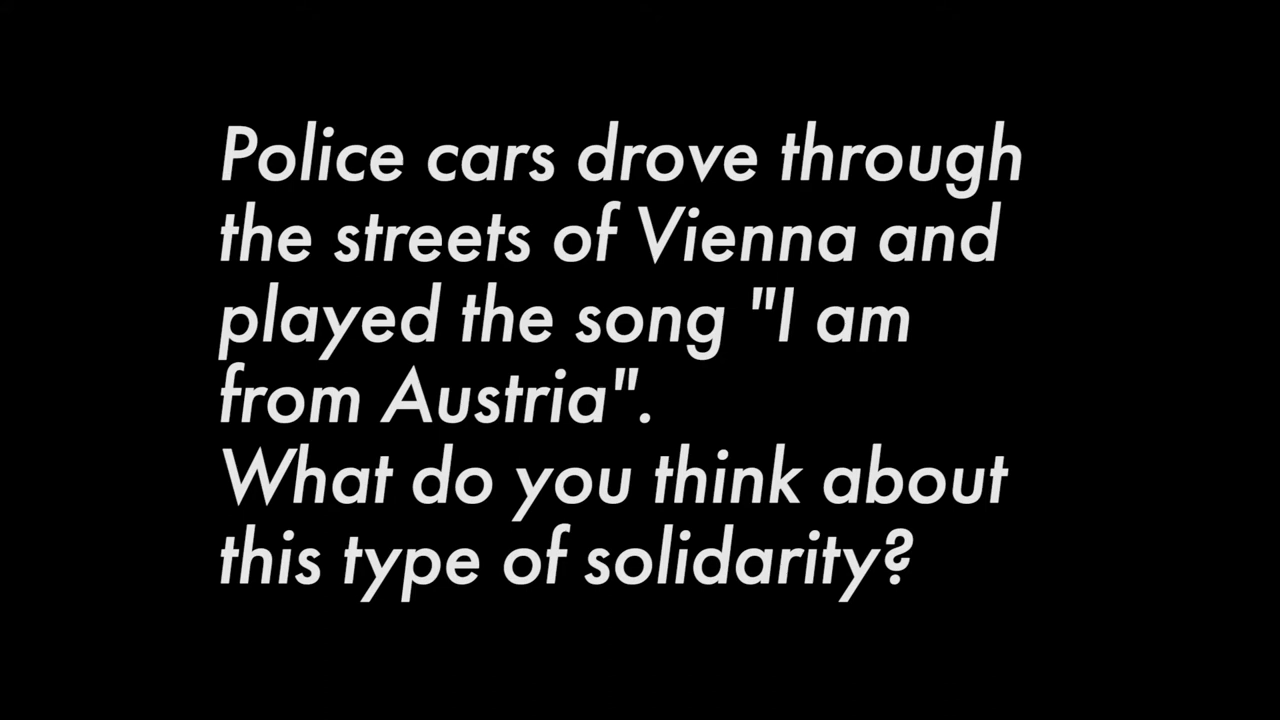 Police cars drove through
the streets of Vienna and
played the song "I am
from Austria".
What do you think about
this type of solidarity?